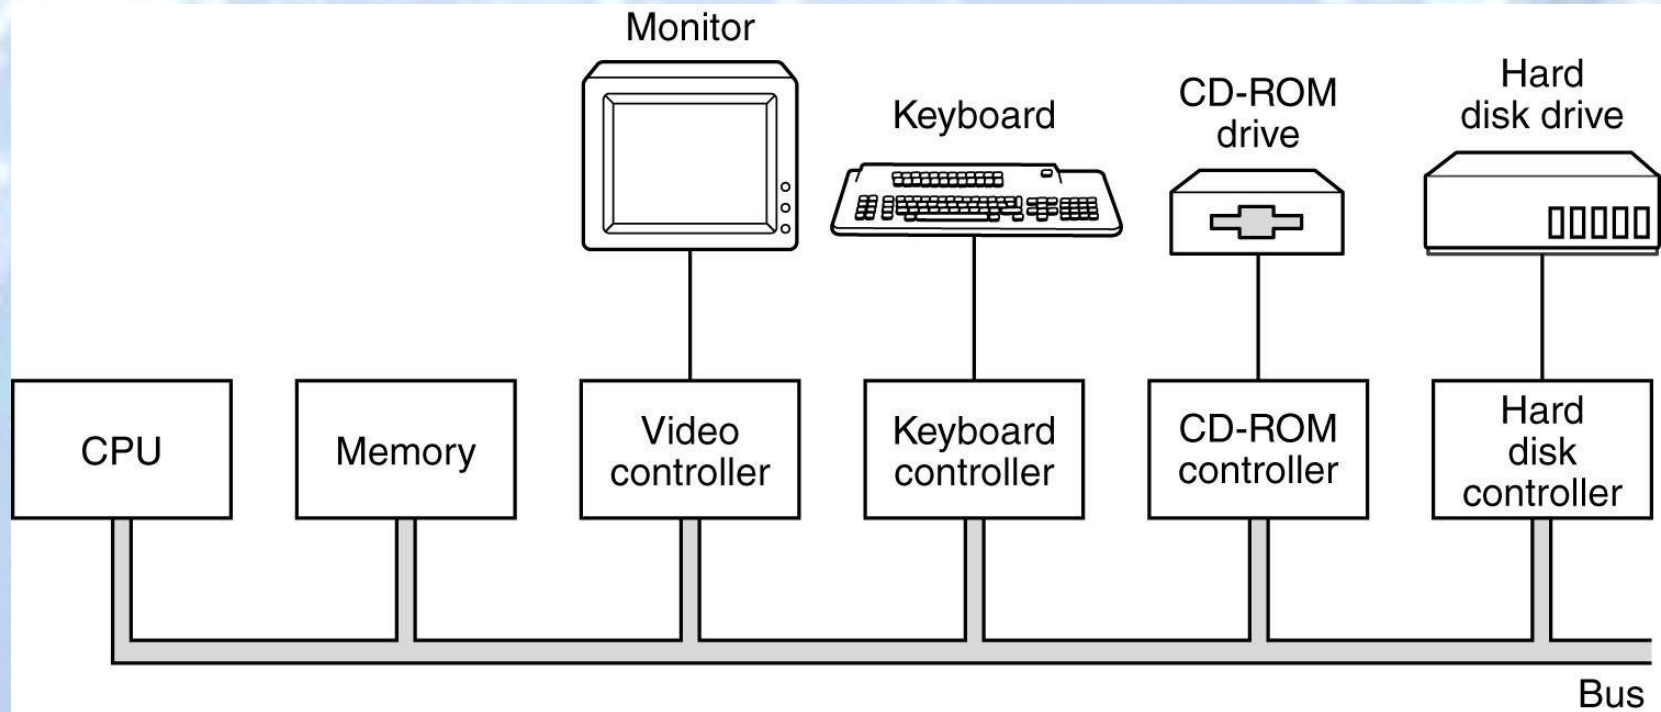 Monitor
Keyboard
CD-ROM
drive
Hard
disk drive
CPU
Memory
Video
controller
Keyboard
controller
CD-ROM
controller
Hard
disk
controller
Bus